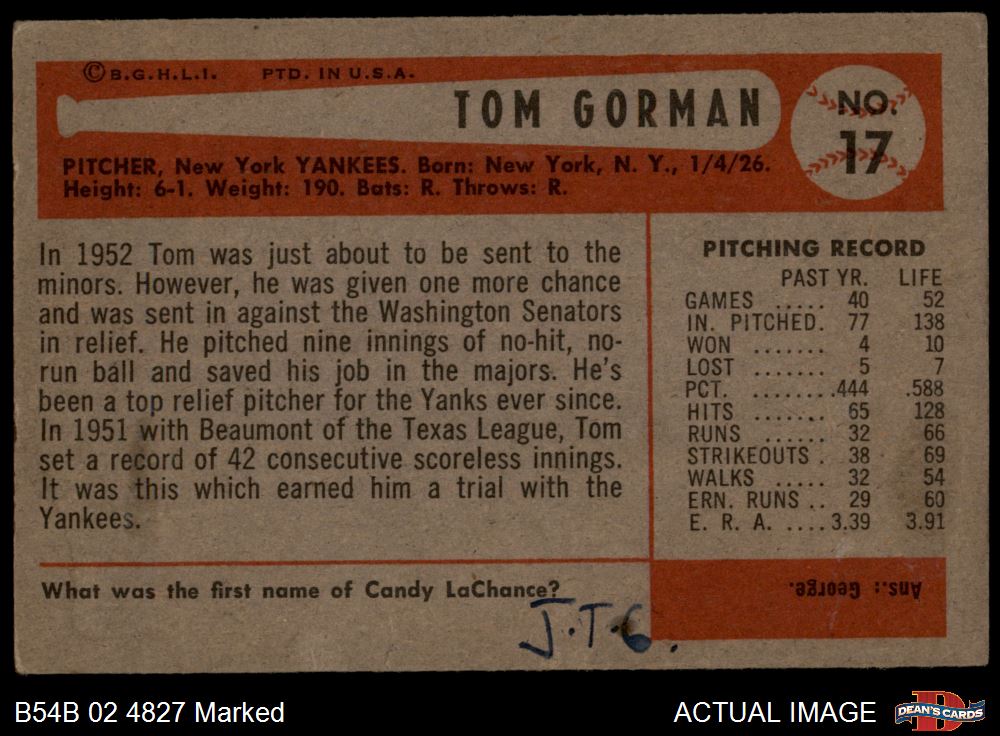 ©B.G.H.L.I. PTD. IN U.S.A.
TOM GORMAN
NO.
17
PITCHER, New York YANKEES. Born: New York, N. Y., 1/4/26.
Height: 6-1. Weight: 190. Bats: R. Throws: R.
In 1952 Tom was just about to be sent to the
minors. However, he was given one more chance
and was sent in against the Washington Senators
in relief. He pitched nine innings of no-hit, no-
run ball and saved his job in the majors. He's
been a top relief pitcher for the Yanks ever since.
In 1951 with Beaumont of the Texas League, Tom
set a record of 42 consecutive scoreless innings.
It was this which earned him a trial with the
Yankees.
PITCHING RECORD
PAST YR. LIFE
GAMES ..... 40 52
IN. PITCHED. 77 138
WON ....... 4 10
LOST ....... 5 7
PCT. ........ .444 .588
HITS ....... 65 128
RUNS ...... 32 66
STRIKEOUTS . 38 69
WALKS ..... 32 54
ERN. RUNS .. 29 60
E. R. A. .... 3.39 3.91
What was the first name of Candy LaChance?
Ans.: George.
J.T.G.
B54B 02 4827 Marked
ACTUAL IMAGE
D
DEAN'S CARDS